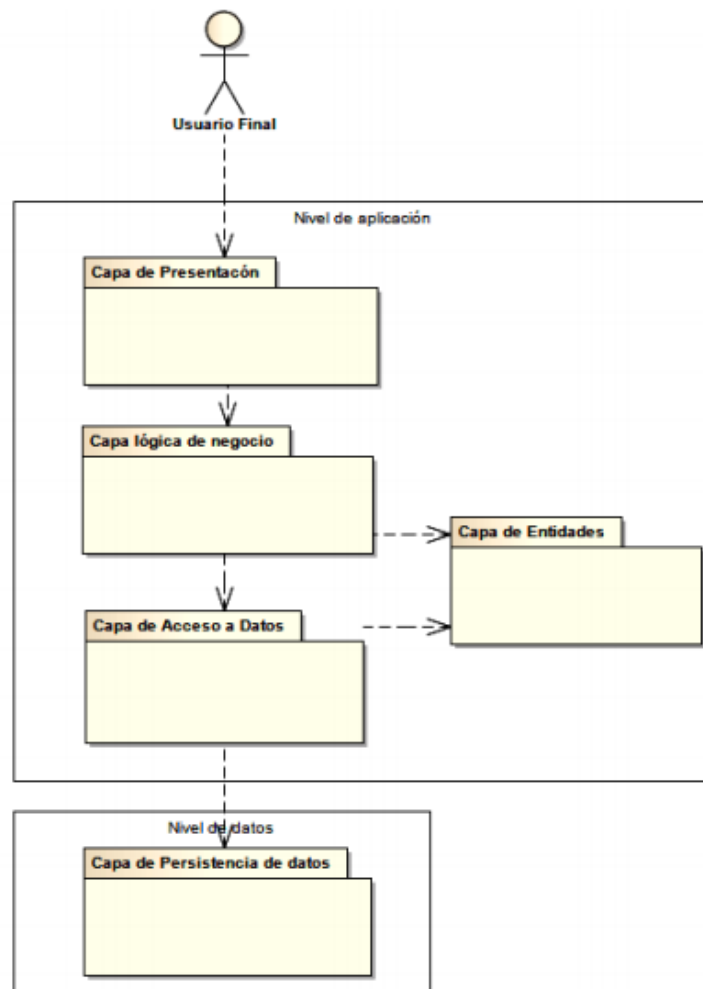 Usuario Final
Nivel de aplicación
Capa de Presentacón
Capa lógica de negocio
Capa de Entidades
Capa de Acceso a Datos
Nivel de datos
Capa de Persistencia de datos